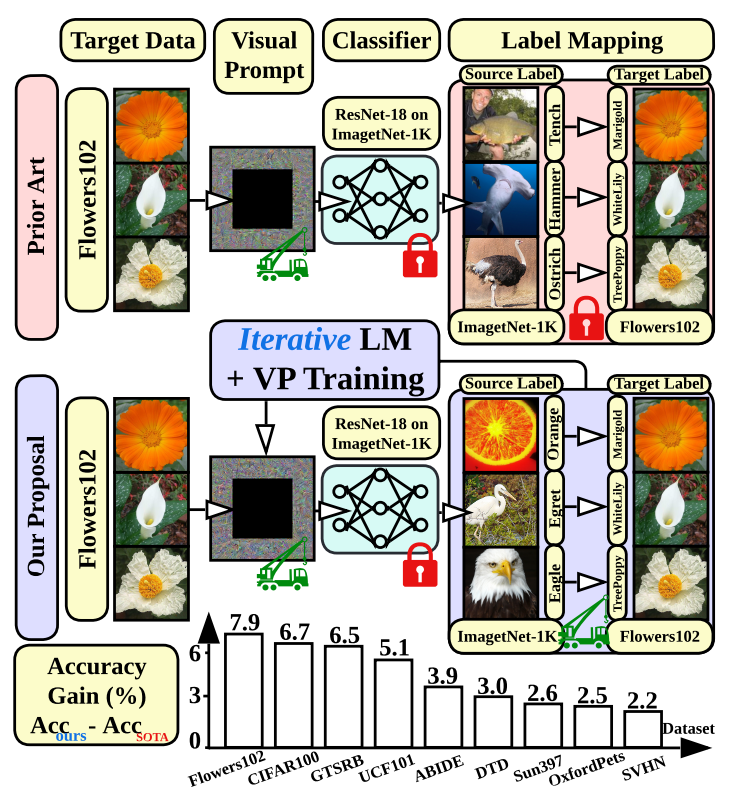 Target Data
Visual
Prompt
Classifier
Label Mapping
Source Label
Target Label
Prior Art
Flowers102
ResNet-18 on
ImagetNet-1K
Tench
Marigold
Hammer
WhiteLily
Ostrich
TreePoppy
ImagetNet-1K
Flowers102
Iterative LM
+ VP Training
Source Label
Target Label
Our Proposal
Flowers102
ResNet-18 on
ImagetNet-1K
Orange
Marigold
Egret
WhiteLily
Eagle
TreePoppy
ImagetNet-1K
Flowers102
Accuracy
Gain (%)
Acc ours - Acc SOTA
6
3
0
7.9
6.7
6.5
5.1
3.9
3.0
2.6
2.5
2.2
Dataset
Flowers102
CIFAR100
GTSRB
UCF101
ABIDE
DTD
Sun397
OxfordPets
SVHN